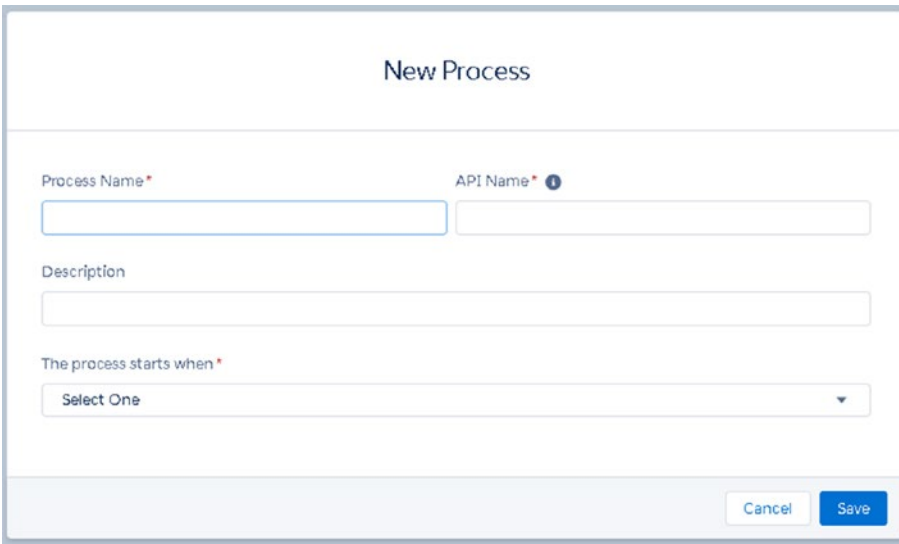 New Process
Process Name* API Name*
Description
The process starts when*
Select One
Cancel Save